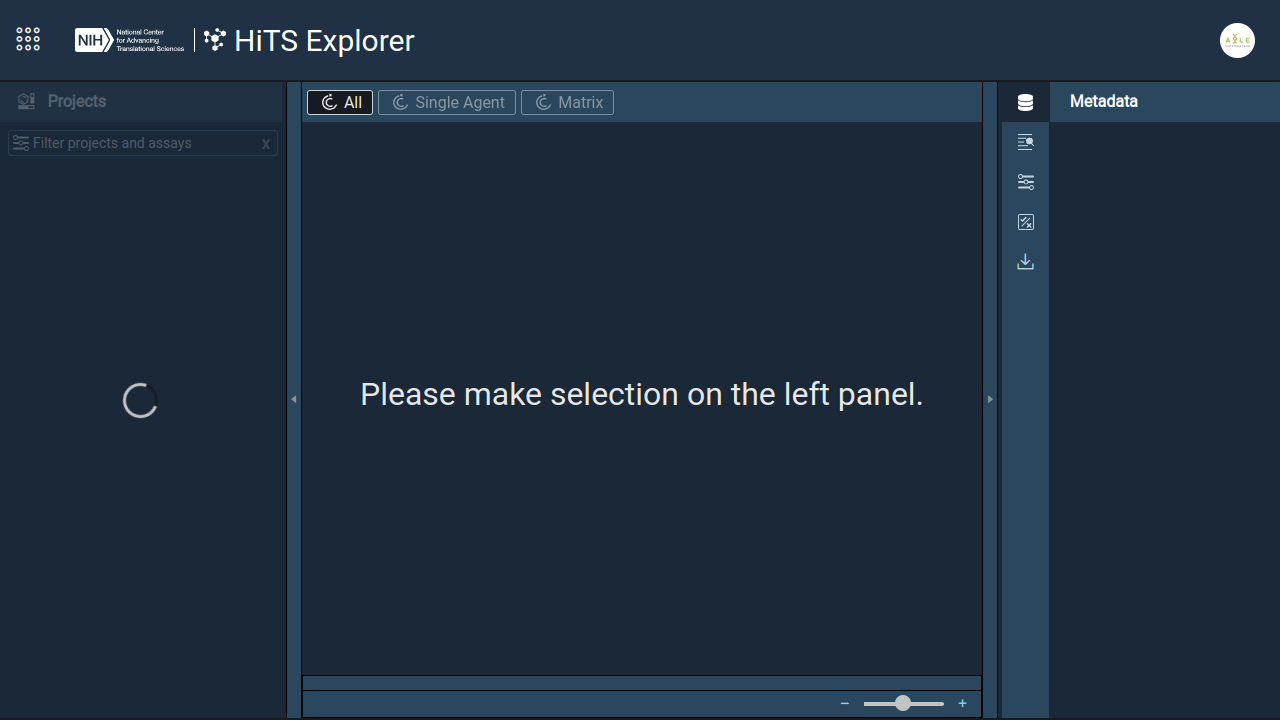 NIH
National Center
for Advancing
Translational Sciences
HiTS Explorer
AXLE
Projects
Filter projects and assays
x
All
Single Agent
Matrix
Metadata
Please make selection on the left panel.
−
+